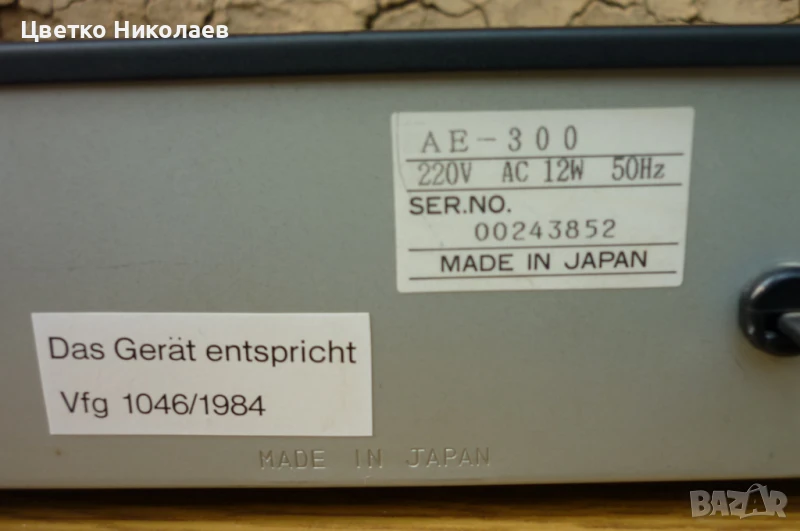 Цветко Николаев
AE-300
220V AC 12W 50Hz
SER.NO.
00243852
MADE IN JAPAN
Das Gerät entspricht
Vfg 1046/1984
MADE IN JAPAN
BAZAR